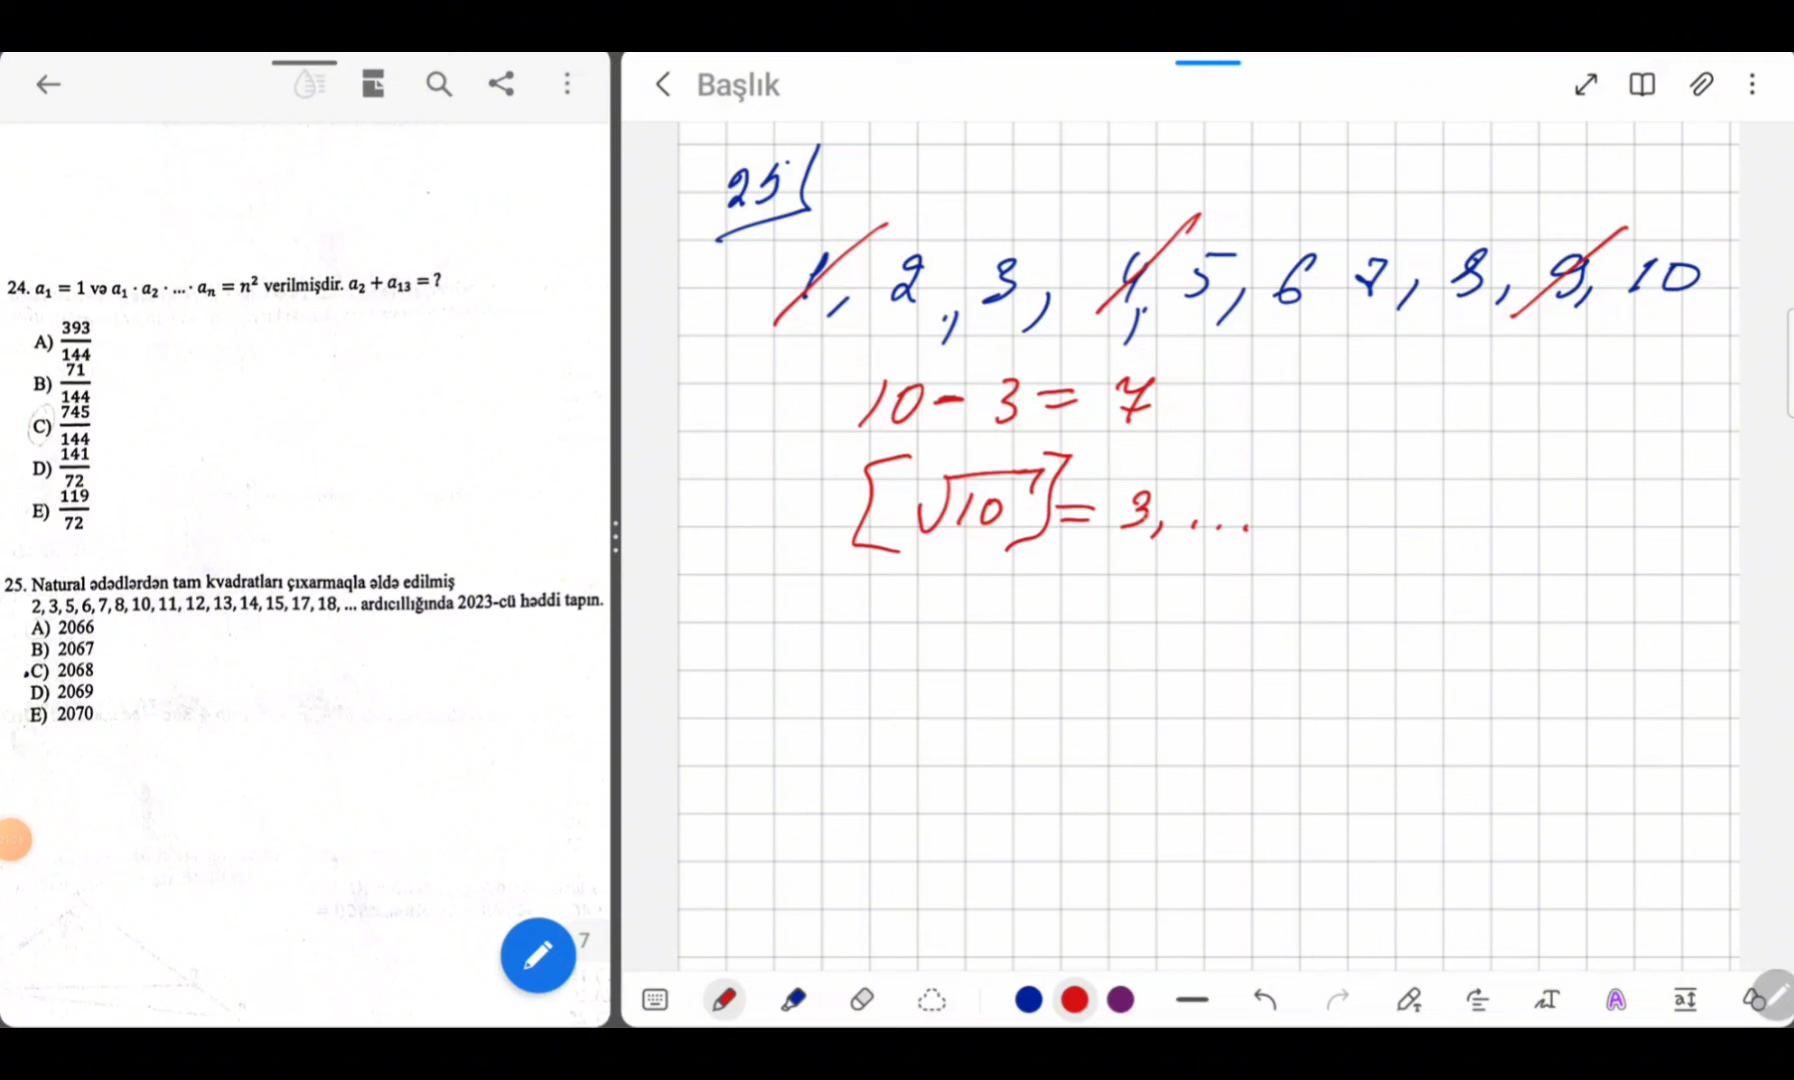 Başlık
24. a₁ = 1 və a₁ · a₂ · ... · aₙ = n² verilmişdir. a₂ + a₁₃ = ?
A) 393/144
B) 71/144
C) 745/144
D) 141/72
E) 119/72
25. Natural ədədlərdən tam kvadratları çıxarmaqla əldə edilmiş
2, 3, 5, 6, 7, 8, 10, 11, 12, 13, 14, 15, 17, 18, ... ardıcıllığında 2023-cü həddi tapın.
A) 2066
B) 2067
C) 2068
D) 2069
E) 2070
7
25
1, 2, 3, 4, 5, 6 7, 8, 9, 10
10 - 3 = 7
[√10] = 3, ...